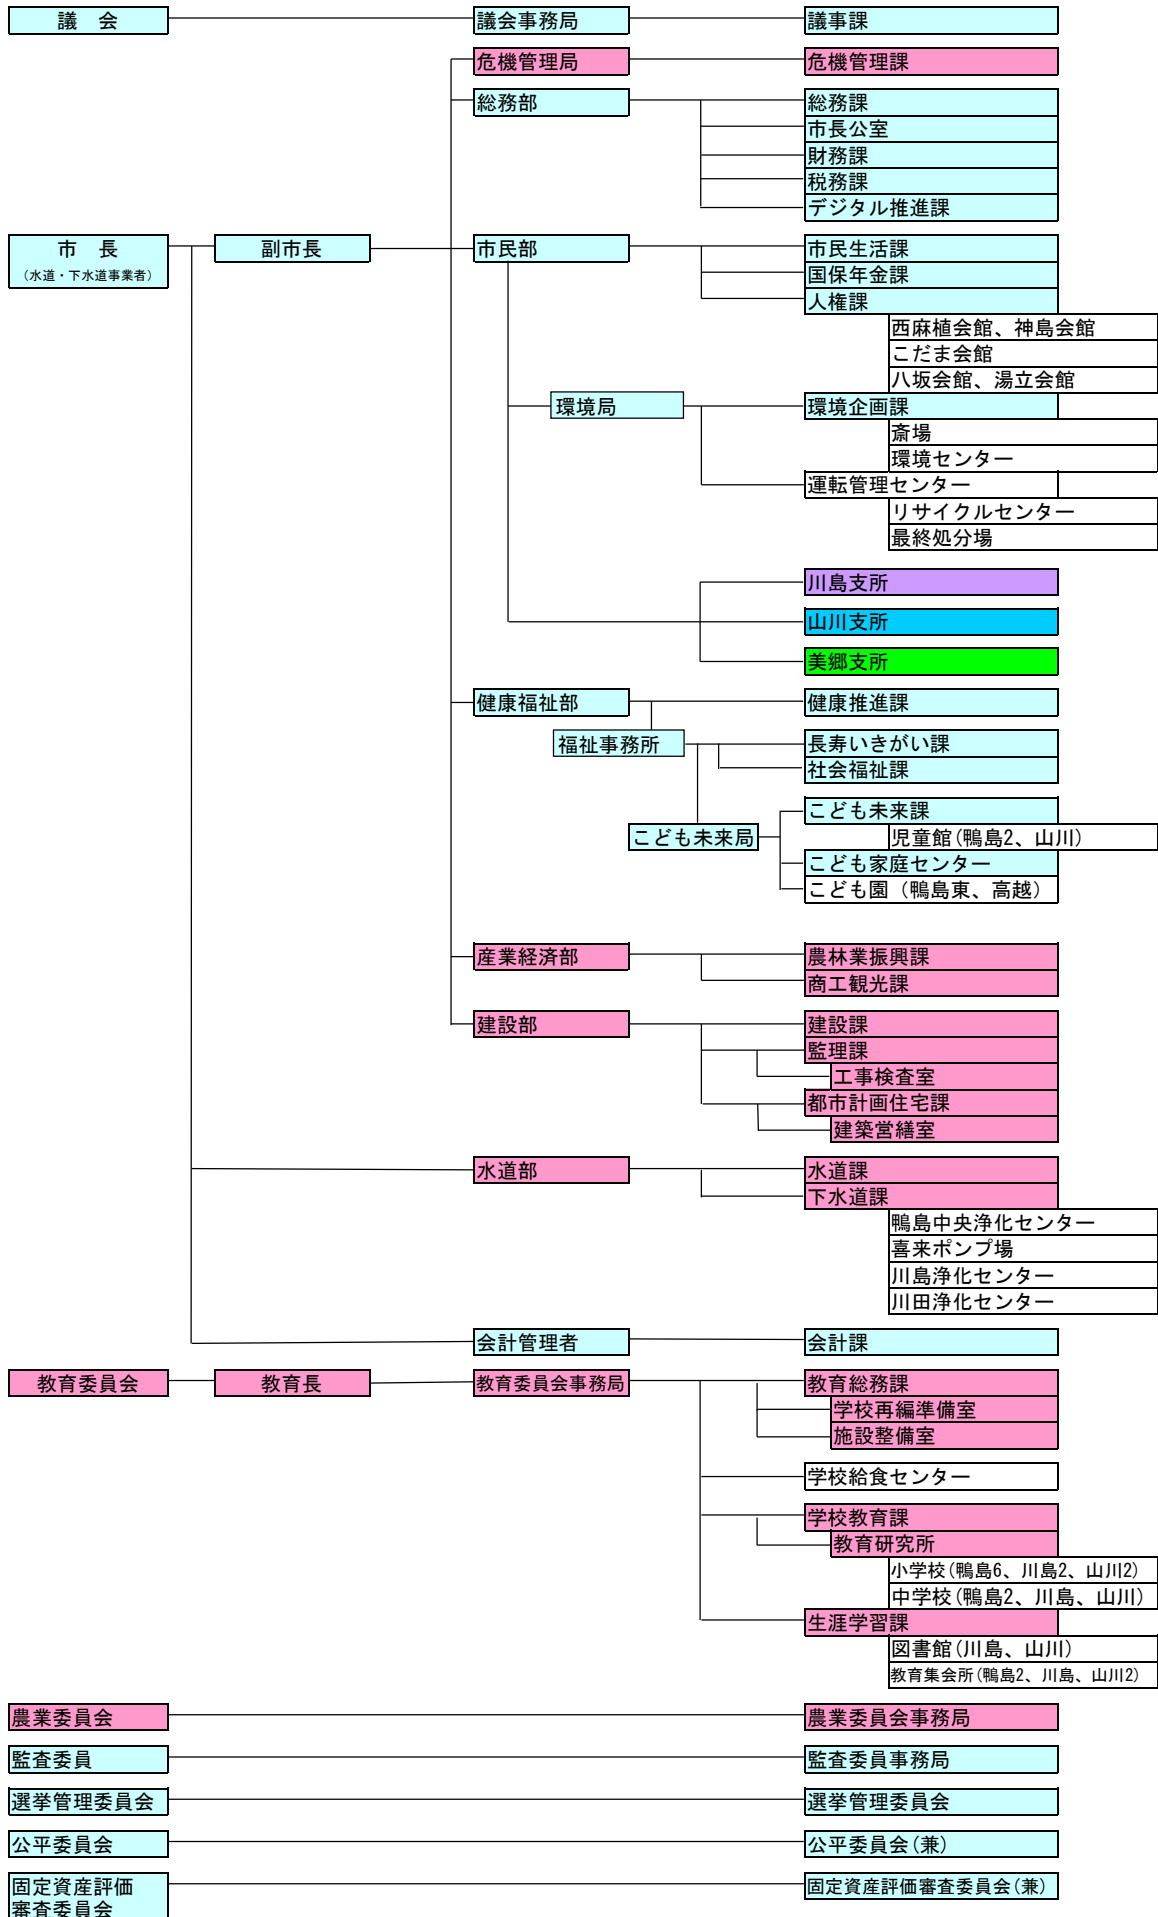 議　会
議会事務局
議事課
危機管理局
危機管理課
総務部
総務課
市長公室
財務課
税務課
デジタル推進課
市　長
（水道・下水道事業者）
副市長
市民部
市民生活課
国保年金課
人権課
西麻植会館、神島会館
こだま会館
八坂会館、湯立会館
環境局
環境企画課
斎場
環境センター
運転管理センター
リサイクルセンター
最終処分場
川島支所
山川支所
美郷支所
健康福祉部
健康推進課
福祉事務所
長寿いきがい課
社会福祉課
こども未来局
こども未来課
児童館(鴨島2、山川)
こども家庭センター
こども園（鴨島東、高越）
産業経済部
農林業振興課
商工観光課
建設部
建設課
監理課
工事検査室
都市計画住宅課
建築営繕室
水道部
水道課
下水道課
鴨島中央浄化センター
喜来ポンプ場
川島浄化センター
川田浄化センター
会計管理者
会計課
教育委員会
教育長
教育委員会事務局
教育総務課
学校再編準備室
施設整備室
学校給食センター
学校教育課
教育研究所
小学校(鴨島6、川島2、山川2)
中学校(鴨島2、川島、山川)
生涯学習課
図書館(川島、山川)
教育集会所(鴨島2、川島、山川2)
農業委員会
農業委員会事務局
監査委員
監査委員事務局
選挙管理委員会
選挙管理委員会
公平委員会
公平委員会(兼)
固定資産評価
審査委員会
固定資産評価審査委員会(兼)